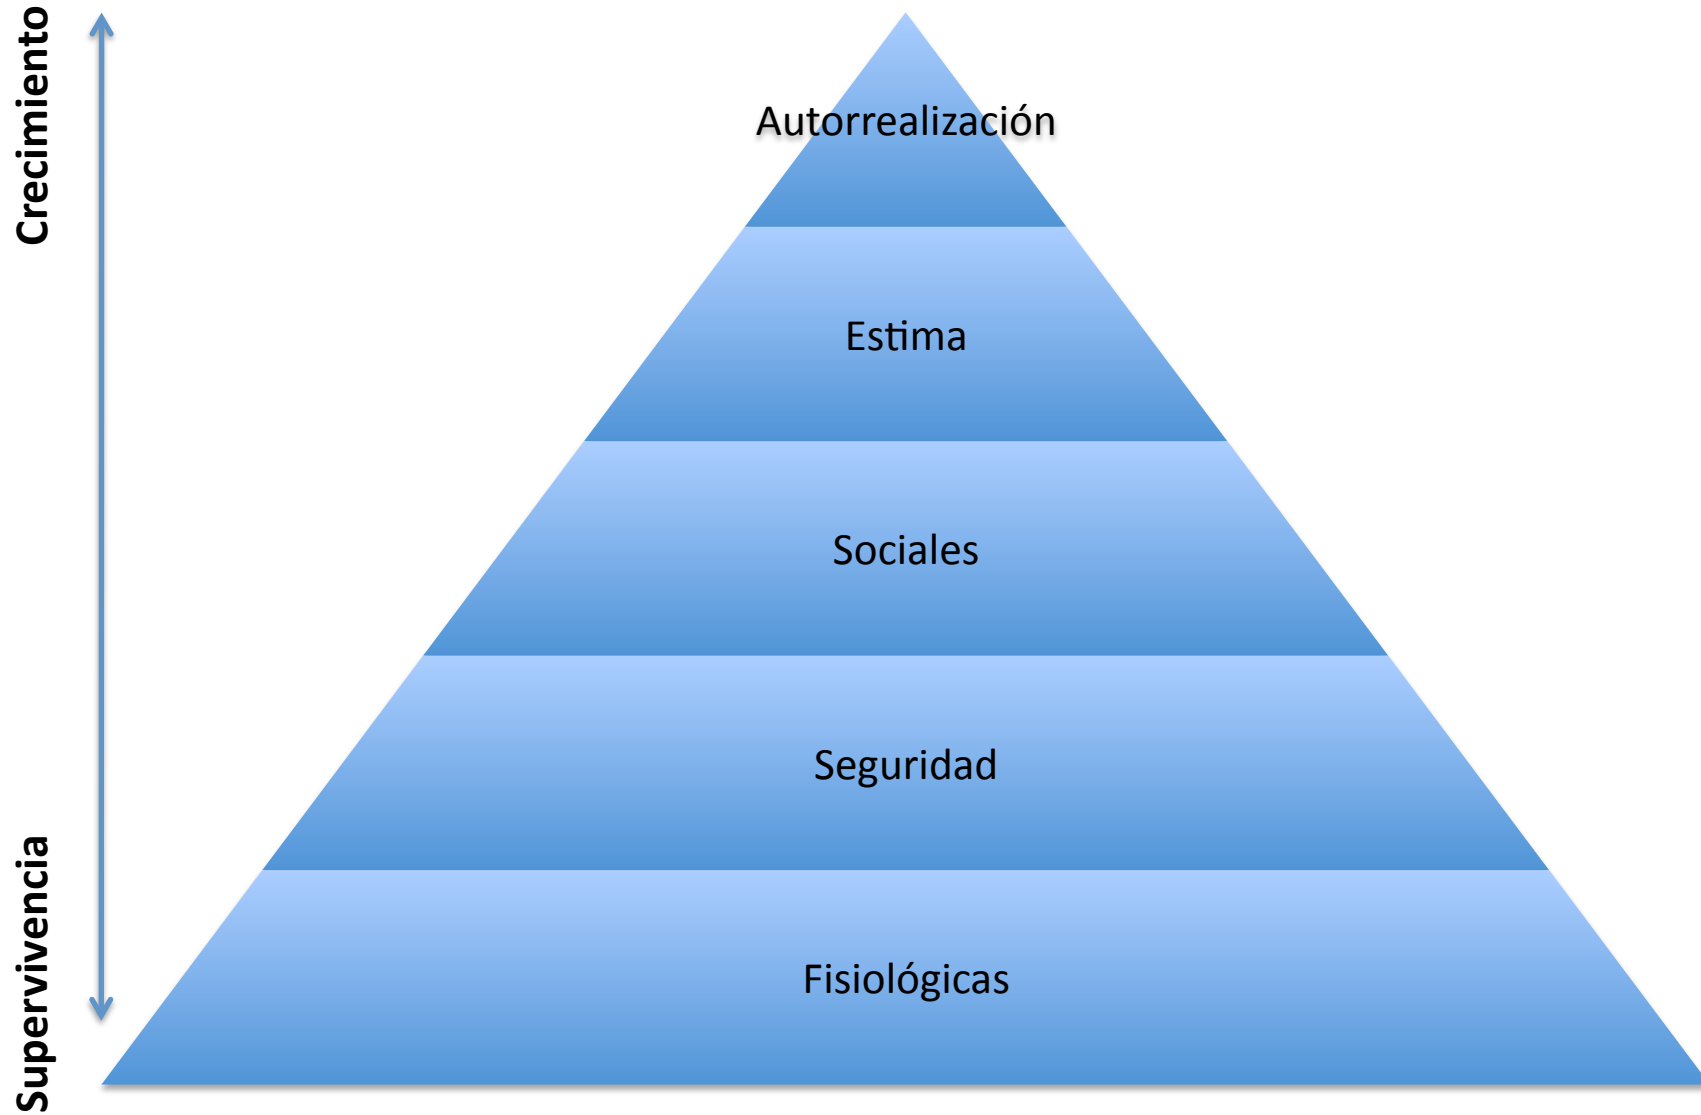 Crecimiento
Autorrealización
Estima
Sociales
Seguridad
Fisiológicas
Supervivencia